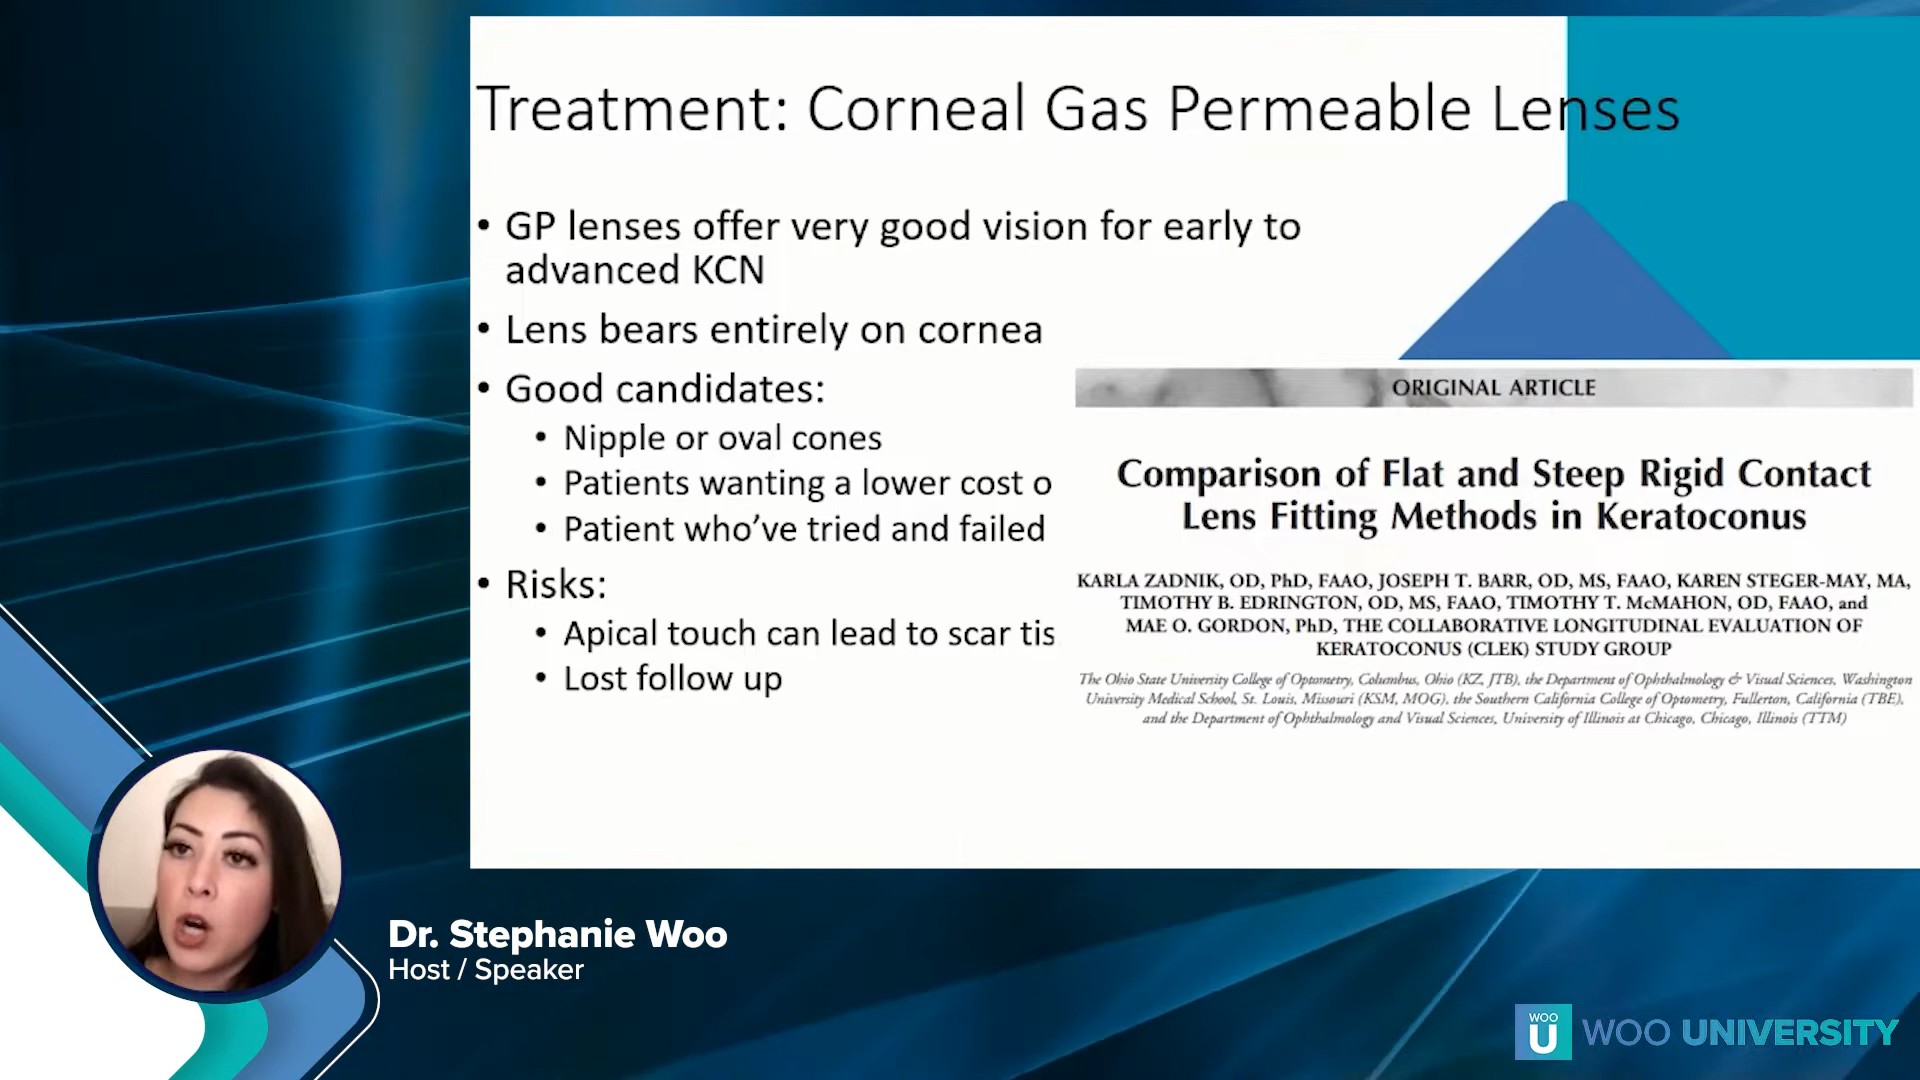 Treatment: Corneal Gas Permeable Lenses
• GP lenses offer very good vision for early to
advanced KCN
• Lens bears entirely on cornea
• Good candidates:
• Nipple or oval cones
• Patients wanting a lower cost o
• Patient who’ve tried and failed
• Risks:
• Apical touch can lead to scar tis
• Lost follow up
ORIGINAL ARTICLE
Comparison of Flat and Steep Rigid Contact
Lens Fitting Methods in Keratoconus
KARLA ZADNIK, OD, PhD, FAAO, JOSEPH T. BARR, OD, MS, FAAO, KAREN STEGER-MAY, MA,
TIMOTHY B. EDRINGTON, OD, MS, FAAO, TIMOTHY T. McMAHON, OD, FAAO, and
MAE O. GORDON, PhD, THE COLLABORATIVE LONGITUDINAL EVALUATION OF
KERATOCONUS (CLEK) STUDY GROUP
The Ohio State University College of Optometry, Columbus, Ohio (KZ, JTB), the Department of Ophthalmology & Visual Sciences, Washington
University Medical School, St. Louis, Missouri (KSM, MOG), the Southern California College of Optometry, Fullerton, California (TBE),
and the Department of Ophthalmology and Visual Sciences, University of Illinois at Chicago, Chicago, Illinois (TTM)
Dr. Stephanie Woo
Host / Speaker
WOO
U
WOO UNIVERSITY